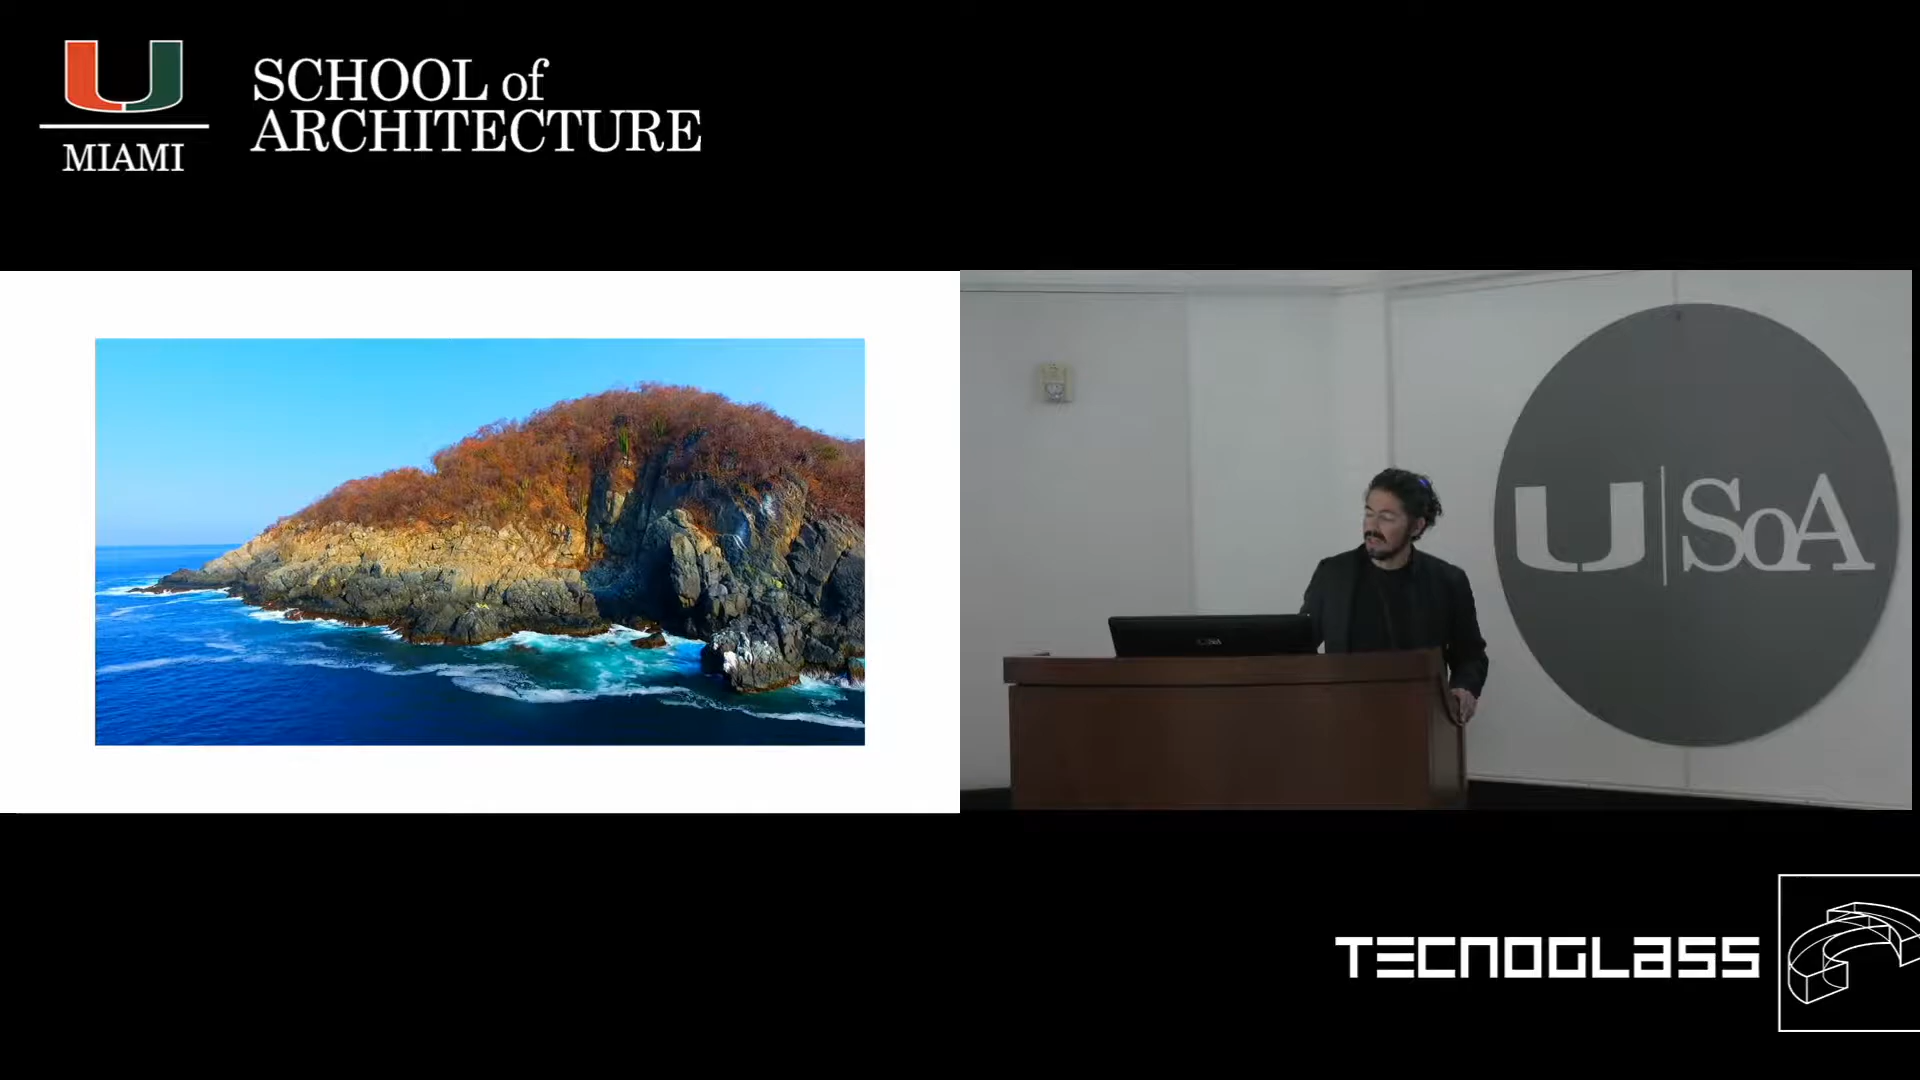 MIAMI
SCHOOL of
ARCHITECTURE
U SoA
TECNOGLASS